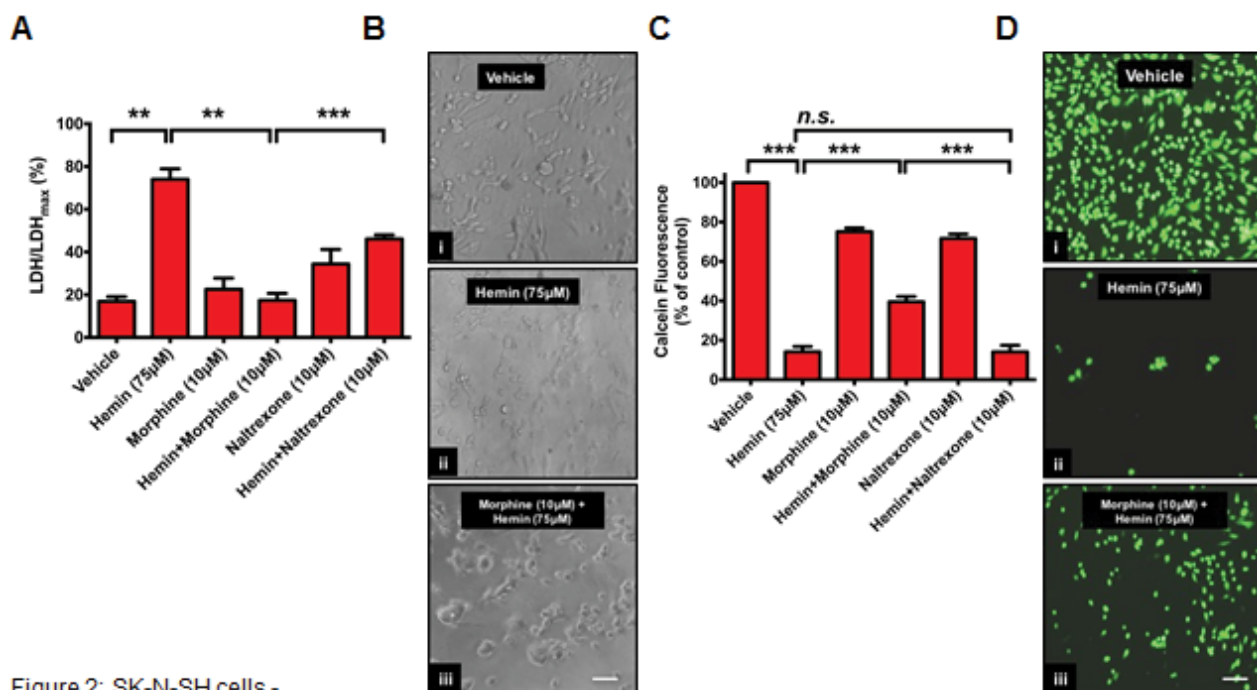 A
B
C
D
** ** ***
LDH/LDHmax (%)
100
80
60
40
20
0
Vehicle
Hemin (75µM)
Morphine (10µM)
Hemin+Morphine (10µM)
Naltrexone (10µM)
Hemin+Naltrexone (10µM)
Vehicle
i
Hemin (75µM)
ii
Morphine (10µM) +
Hemin (75µM)
iii
n.s.
*** *** ***
Calcein Fluorescence
(% of control)
100
80
60
40
20
0
Vehicle
Hemin (75µM)
Morphine (10µM)
Hemin+Morphine (10µM)
Naltrexone (10µM)
Hemin+Naltrexone (10µM)
Vehicle
i
Hemin (75µM)
ii
Morphine (10µM) +
Hemin (75µM)
iii
Figure 2: SK-N-SH cells -